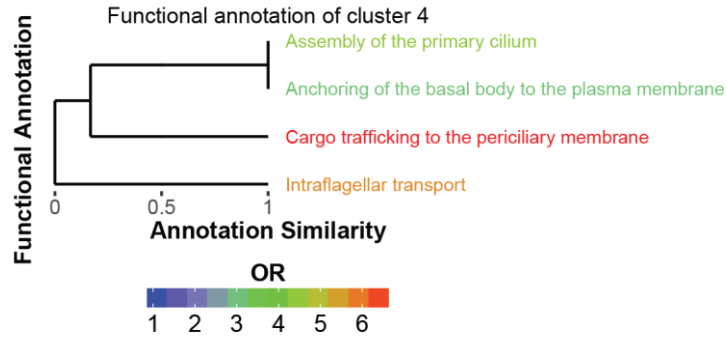 Functional annotation of cluster 4
Functional Annotation
Assembly of the primary cilium
Anchoring of the basal body to the plasma membrane
Cargo trafficking to the periciliary membrane
Intraflagellar transport
0 0.5 1
Annotation Similarity
OR
1 2 3 4 5 6